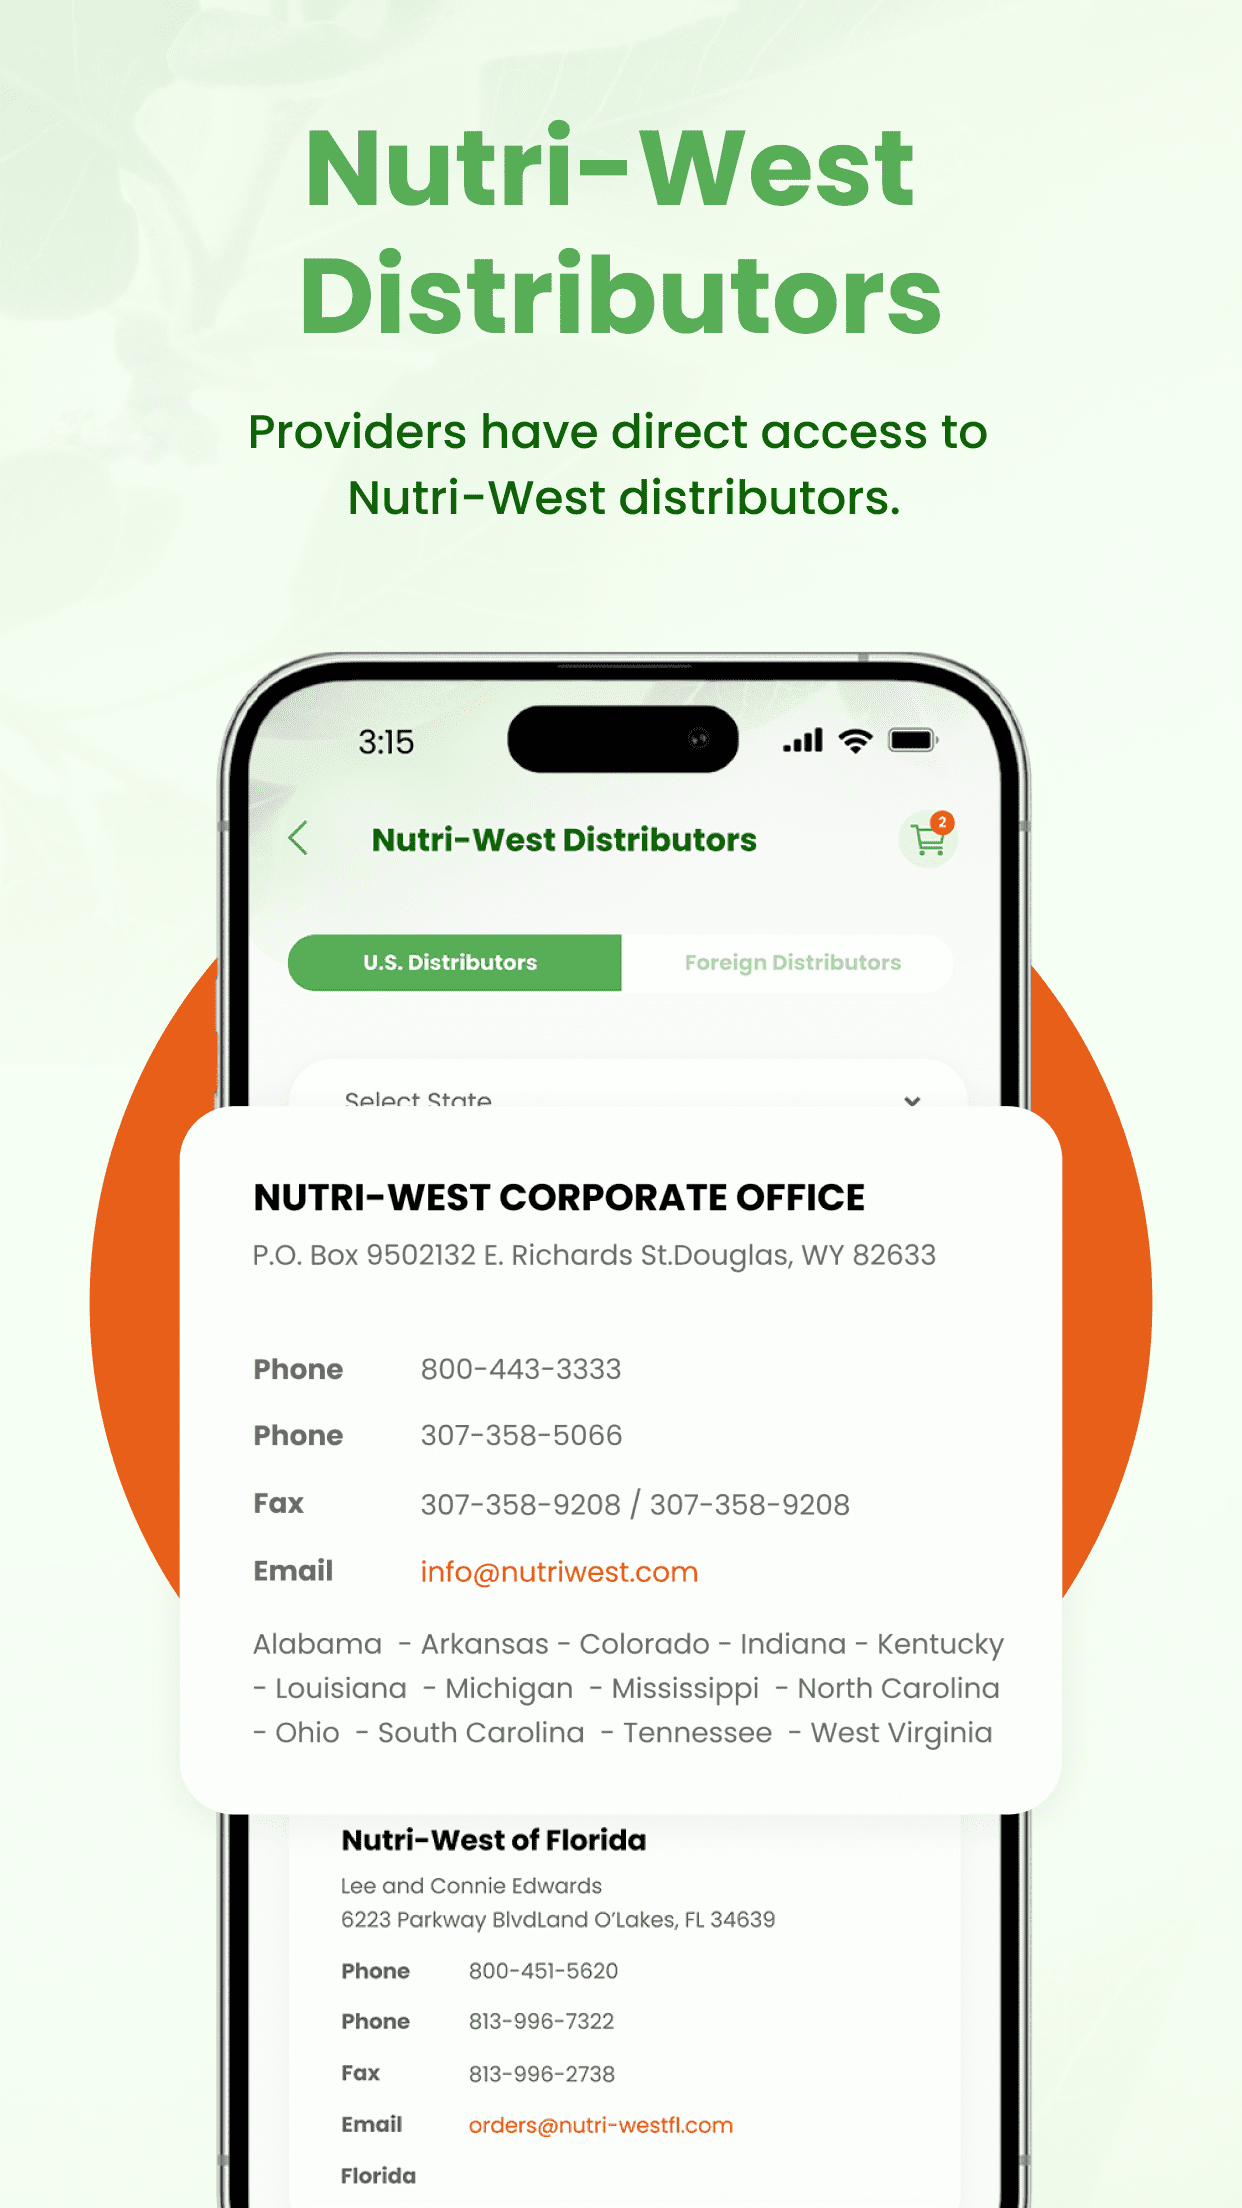 Nutri-West
Distributors
Providers have direct access to
Nutri-West distributors.
3:15
Nutri-West Distributors
2
U.S. Distributors
Foreign Distributors
Select State
NUTRI-WEST CORPORATE OFFICE
P.O. Box 9502132 E. Richards St.Douglas, WY 82633
Phone 800-443-3333
Phone 307-358-5066
Fax 307-358-9208 / 307-358-9208
Email info@nutriwest.com
Alabama - Arkansas - Colorado - Indiana - Kentucky
- Louisiana - Michigan - Mississippi - North Carolina
- Ohio - South Carolina - Tennessee - West Virginia
Nutri-West of Florida
Lee and Connie Edwards
6223 Parkway BlvdLand O'Lakes, FL 34639
Phone 800-451-5620
Phone 813-996-7322
Fax 813-996-2738
Email orders@nutri-westfl.com
Florida